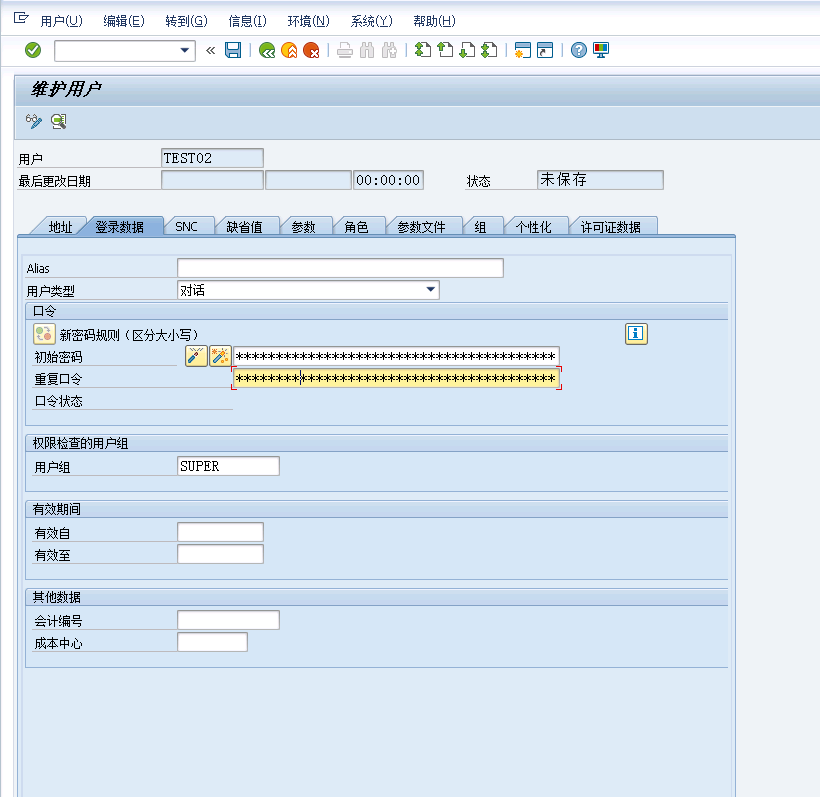 用户(U) 编辑(E) 转到(G) 信息(I) 环境(N) 系统(Y) 帮助(H)
维护用户
用户 TEST02
最后更改日期 00:00:00 状态 未保存
地址 登录数据 SNC 缺省值 参数 角色 参数文件 组 个性化 许可证数据
Alias
用户类型 对话
口令
新密码规则（区分大小写）
初始密码 ****************************************
重复口令 ****************************************
口令状态
权限检查的用户组
用户组 SUPER
有效期间
有效自
有效至
其他数据
会计编号
成本中心